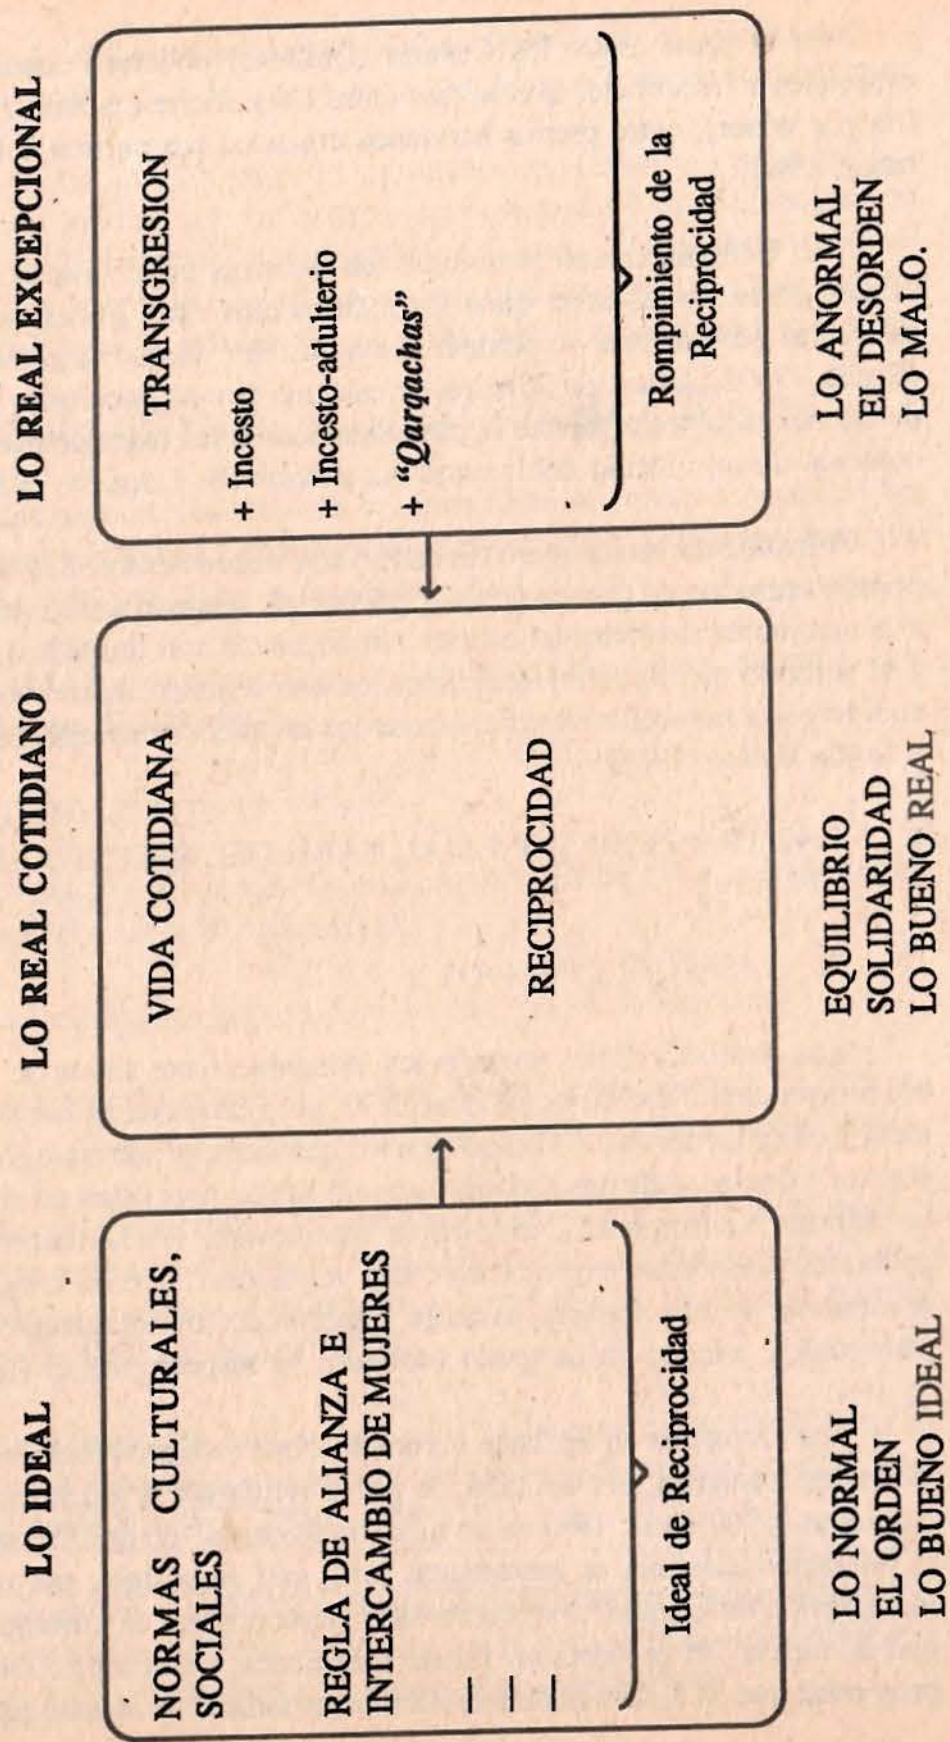 LO IDEAL
NORMAS CULTURALES,
SOCIALES
REGLA DE ALIANZA E
INTERCAMBIO DE MUJERES
—
—
—
Ideal de Reciprocidad
LO NORMAL
EL ORDEN
LO BUENO IDEAL
LO REAL COTIDIANO
VIDA COTIDIANA
RECIPROCIDAD
EQUILIBRIO
SOLIDARIDAD
LO BUENO REAL
LO REAL EXCEPCIONAL
TRANSGRESION
+ Incesto
+ Incesto-adulterio
+ “Qarqachas”
Rompimiento de la
Reciprocidad
LO ANORMAL
EL DESORDEN
LO MALO.